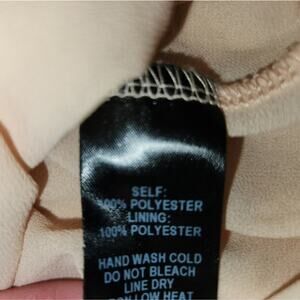 SELF:
100% POLYESTER
LINING:
100% POLYESTER
HAND WASH COLD
DO NOT BLEACH
LINE DRY
LOW HEAT